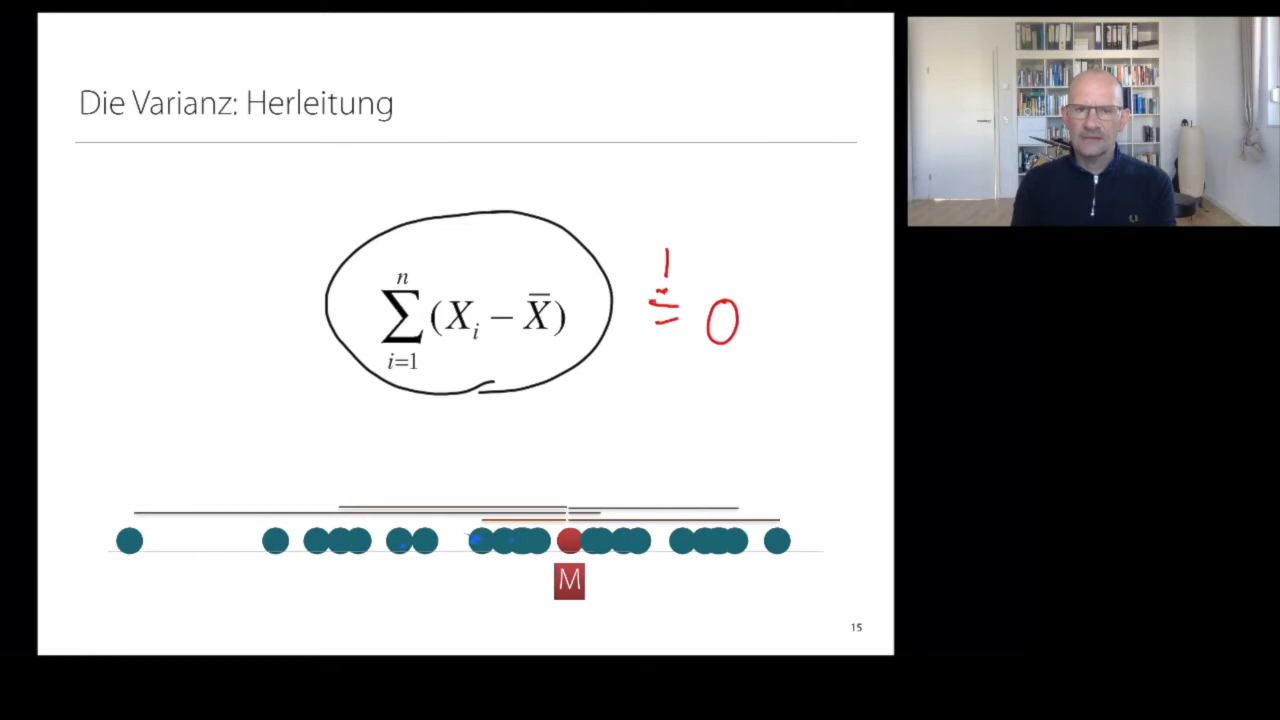 Die Varianz: Herleitung
n
∑ (Xᵢ − X̄) != 0
i=1
M
15